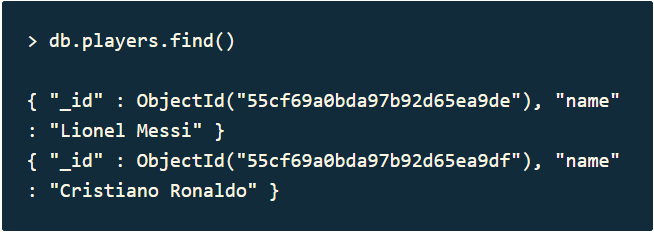 > db.players.find()
{ "_id" : ObjectId("55cf69a0bda97b92d65ea9de"), "name"
: "Lionel Messi" }
{ "_id" : ObjectId("55cf69a0bda97b92d65ea9df"), "name"
: "Cristiano Ronaldo" }